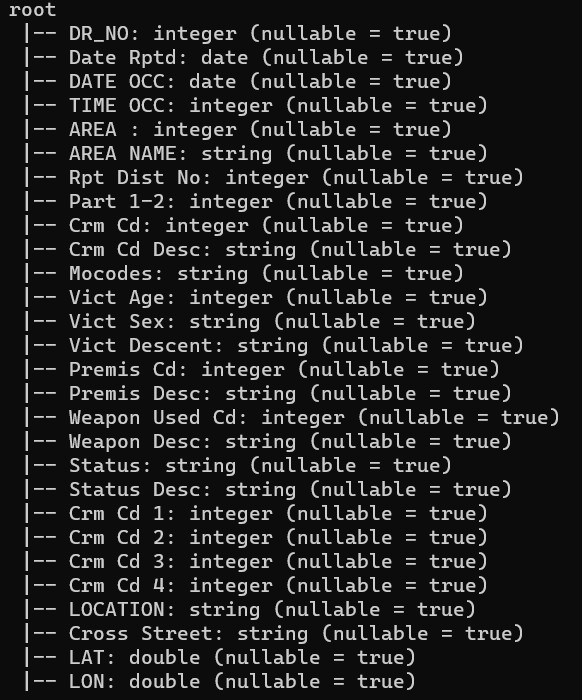 root
 |-- DR_NO: integer (nullable = true)
 |-- Date Rptd: date (nullable = true)
 |-- DATE OCC: date (nullable = true)
 |-- TIME OCC: integer (nullable = true)
 |-- AREA : integer (nullable = true)
 |-- AREA NAME: string (nullable = true)
 |-- Rpt Dist No: integer (nullable = true)
 |-- Part 1-2: integer (nullable = true)
 |-- Crm Cd: integer (nullable = true)
 |-- Crm Cd Desc: string (nullable = true)
 |-- Mocodes: string (nullable = true)
 |-- Vict Age: integer (nullable = true)
 |-- Vict Sex: string (nullable = true)
 |-- Vict Descent: string (nullable = true)
 |-- Premis Cd: integer (nullable = true)
 |-- Premis Desc: string (nullable = true)
 |-- Weapon Used Cd: integer (nullable = true)
 |-- Weapon Desc: string (nullable = true)
 |-- Status: string (nullable = true)
 |-- Status Desc: string (nullable = true)
 |-- Crm Cd 1: integer (nullable = true)
 |-- Crm Cd 2: integer (nullable = true)
 |-- Crm Cd 3: integer (nullable = true)
 |-- Crm Cd 4: integer (nullable = true)
 |-- LOCATION: string (nullable = true)
 |-- Cross Street: string (nullable = true)
 |-- LAT: double (nullable = true)
 |-- LON: double (nullable = true)